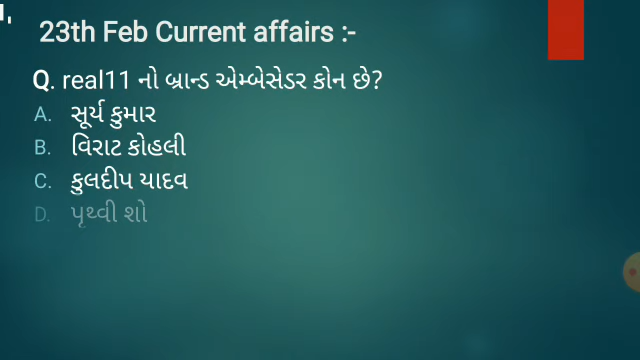 23th Feb Current affairs :-
Q. real11 નો બ્રાન્ડ એમ્બેસેડર કોન છે?
A. સૂર્ય કુમાર
B. વિરાટ કોહલી
C. કુલદીપ યાદવ
D. પૃથ્વી શો